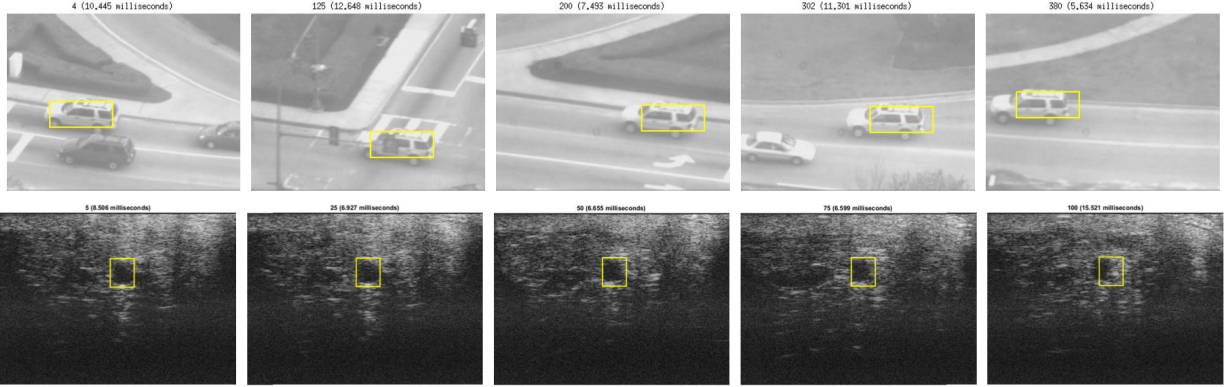 4 (10.445 milliseconds)
125 (12.648 milliseconds)
200 (7.493 milliseconds)
302 (11.301 milliseconds)
380 (5.634 milliseconds)
5 (8.506 milliseconds)
25 (6.927 milliseconds)
50 (6.655 milliseconds)
75 (6.599 milliseconds)
100 (15.521 milliseconds)